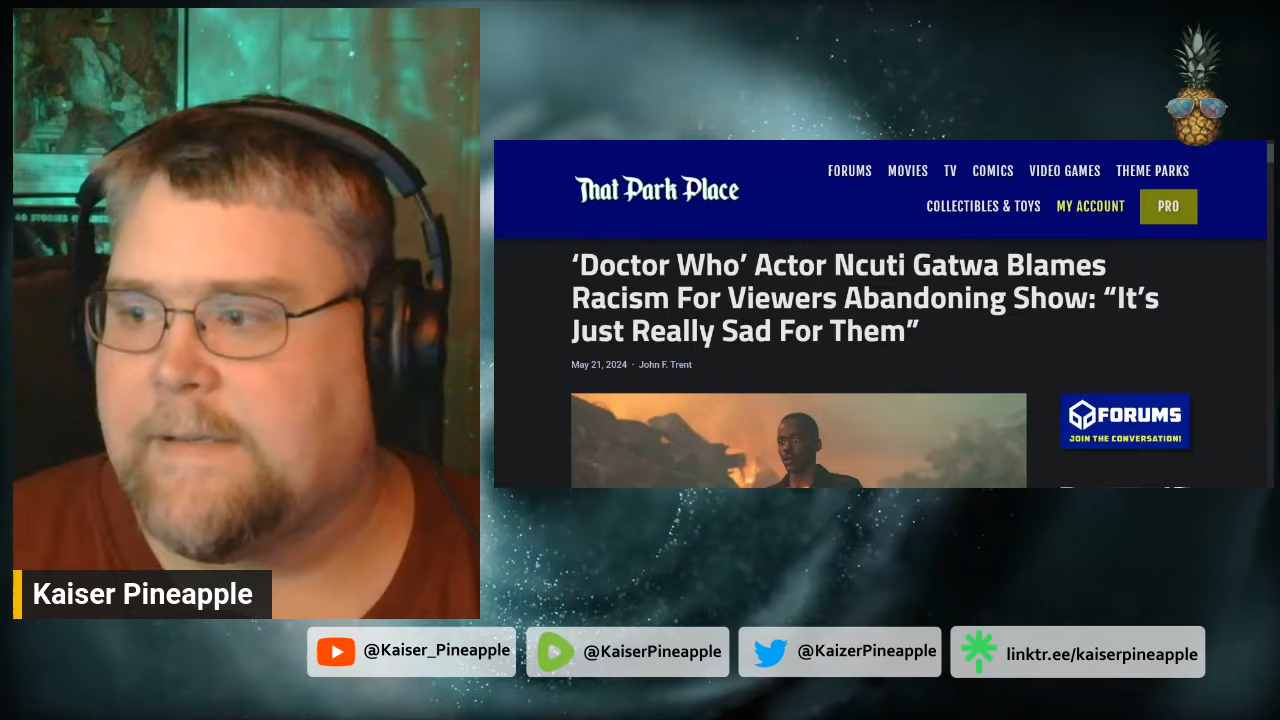 40 STORIES O
That Park Place
FORUMS MOVIES TV COMICS VIDEO GAMES THEME PARKS
COLLECTIBLES & TOYS MY ACCOUNT PRO
‘Doctor Who’ Actor Ncuti Gatwa Blames
Racism For Viewers Abandoning Show: “It’s
Just Really Sad For Them”
May 21, 2024 · John F. Trent
FORUMS
JOIN THE CONVERSATION!
Kaiser Pineapple
@Kaiser_Pineapple
@KaiserPineapple
@KaizerPineapple
linktr.ee/kaiserpineapple